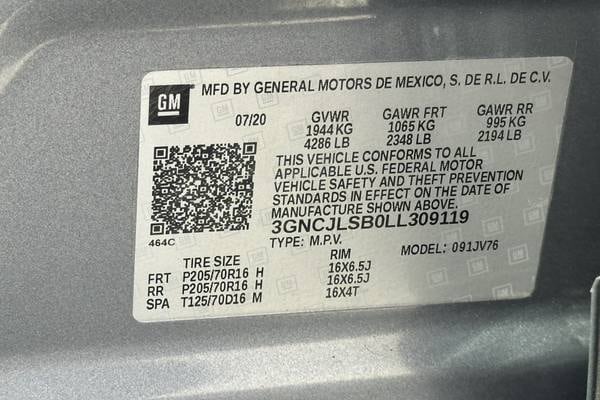 GM
MFD BY GENERAL MOTORS DE MEXICO, S. DE R.L. DE C.V.
07/20 GVWR GAWR FRT GAWR RR
1944 KG 1065 KG 995 KG
4286 LB 2348 LB 2194 LB
THIS VEHICLE CONFORMS TO ALL
APPLICABLE U.S. FEDERAL MOTOR
VEHICLE SAFETY AND THEFT PREVENTION
STANDARDS IN EFFECT ON THE DATE OF
MANUFACTURE SHOWN ABOVE.
3GNCJLSB0LL309119
464C
TYPE: M.P.V. MODEL: 091JV76
TIRE SIZE RIM
FRT P205/70R16 H 16X6.5J
RR P205/70R16 H 16X6.5J
SPA T125/70D16 M 16X4T